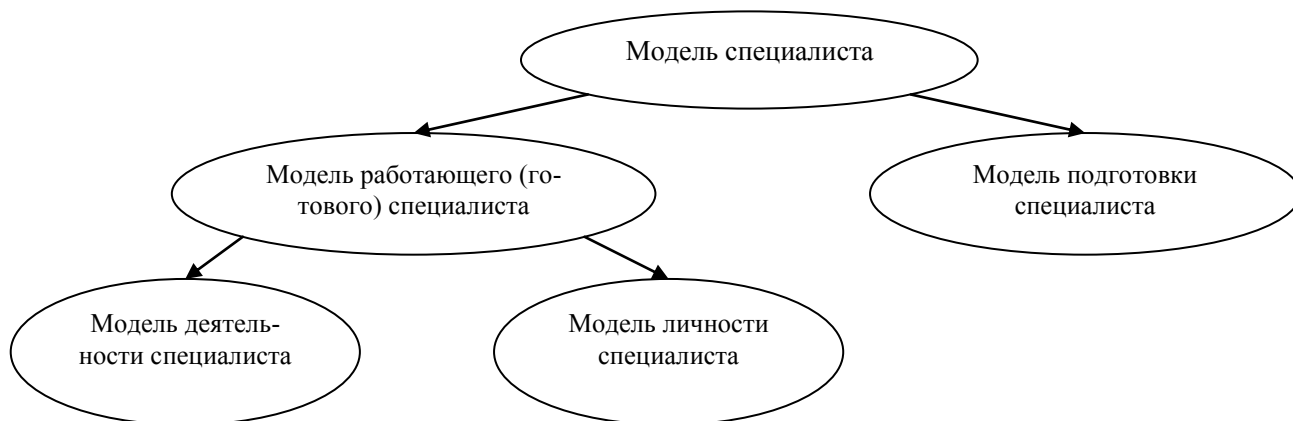 Модель специалиста
Модель работающего (го-
тового) специалиста
Модель подготовки
специалиста
Модель деятель-
ности специалиста
Модель личности
специалиста